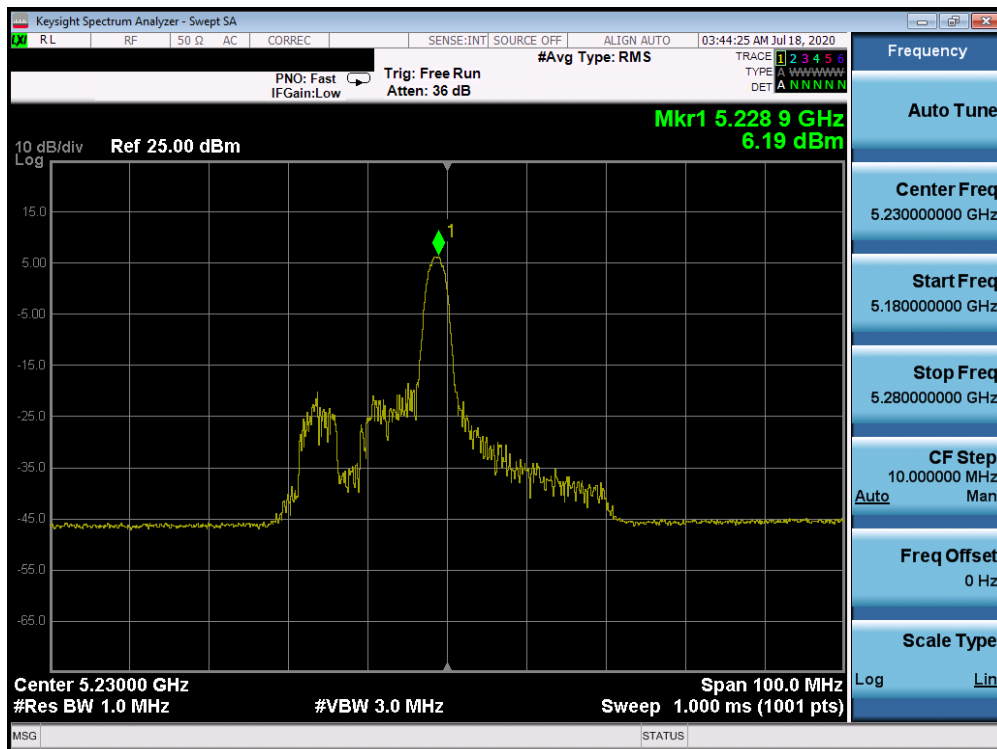 Keysight Spectrum Analyzer - Swept SA
LXI RL RF 50 Ω AC CORREC SENSE:INT SOURCE OFF ALIGN AUTO 03:44:25 AM Jul 18, 2020
Frequency
#Avg Type: RMS
TRACE 1 2 3 4 5 6
PNO: Fast Trig: Free Run
TYPE A WWWWW
IFGain:Low Atten: 36 dB
DET A N N N N N
Auto Tune
Mkr1 5.228 9 GHz
6.19 dBm
10 dB/div Ref 25.00 dBm
Log
Center Freq
5.230000000 GHz
15.0
1
5.00
Start Freq
5.180000000 GHz
-5.00
-15.0
Stop Freq
5.280000000 GHz
-25.0
-35.0
CF Step
10.000000 MHz
Auto Man
-45.0
-55.0
Freq Offset
0 Hz
-65.0
Scale Type
Log Lin
Center 5.23000 GHz Span 100.0 MHz
#Res BW 1.0 MHz #VBW 3.0 MHz Sweep 1.000 ms (1001 pts)
MSG STATUS